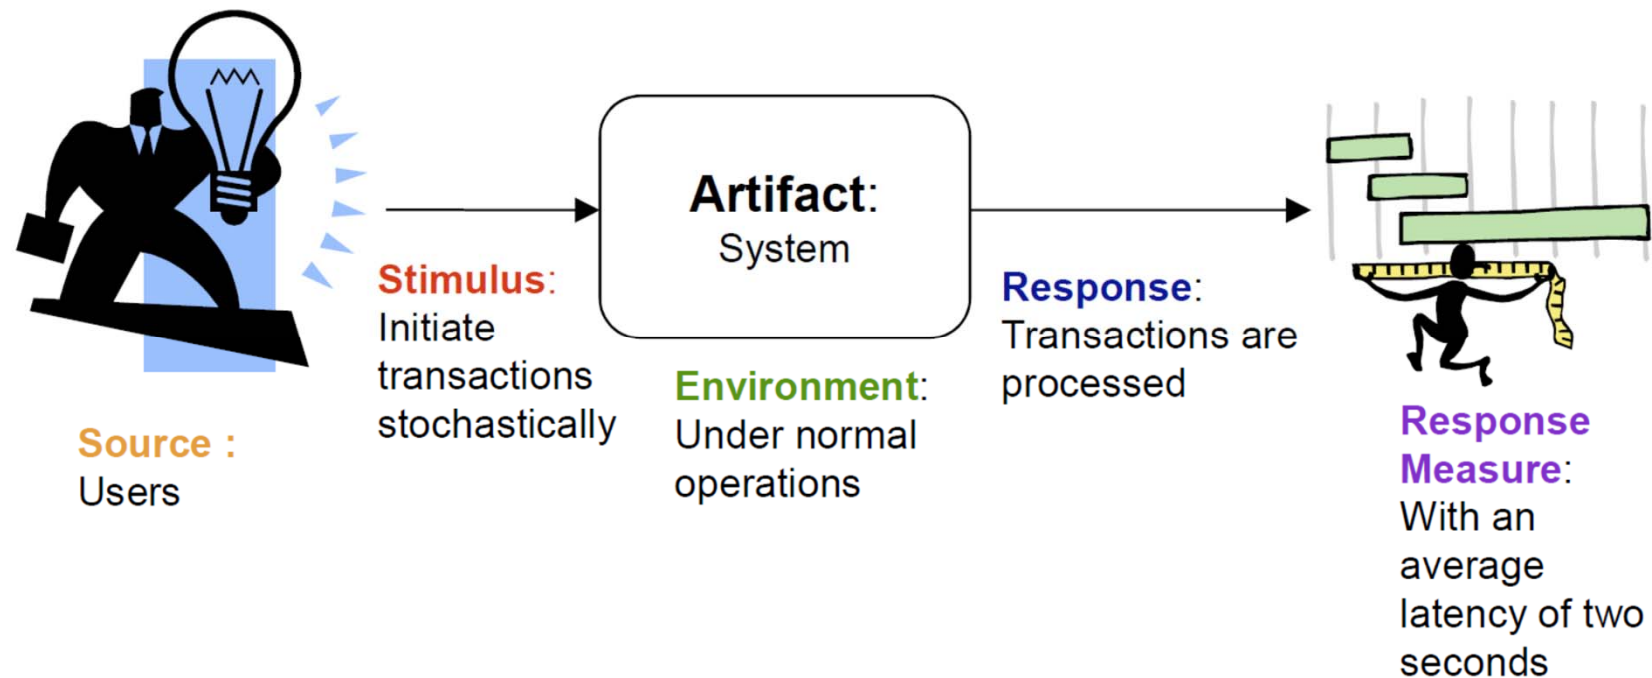 Source :
Users
Stimulus:
Initiate
transactions
stochastically
Artifact:
System
Environment:
Under normal
operations
Response:
Transactions are
processed
Response
Measure:
With an
average
latency of two
seconds